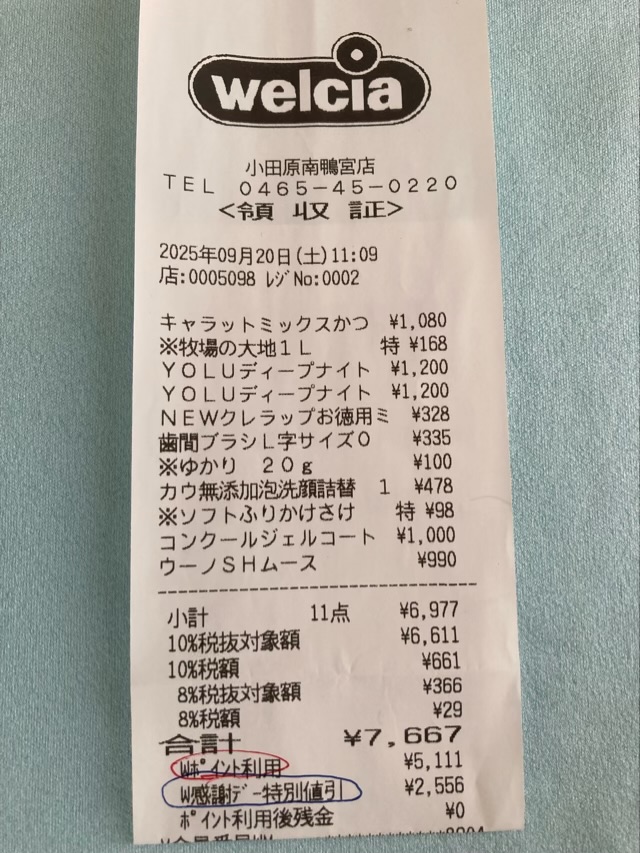 welcia
小田原南鴨宮店
TEL 0465-45-0220
<領収証>
2025年09月20日(土)11:09
店:0005098 ﾚｼﾞNo:0002
キャラットミックスかつ ¥1,080
※牧場の大地1L 特 ¥168
YOLUディープナイト ¥1,200
YOLUディープナイト ¥1,200
NEWクレラップお徳用ミ ¥328
歯間ブラシL字サイズO ¥335
※ゆかり 20g ¥100
カウ無添加泡洗顔詰替 1 ¥478
※ソフトふりかけさけ 特 ¥98
コンクールジェルコート ¥1,000
ウーノSHムース ¥990
小計 11点 ¥6,977
10%税抜対象額 ¥6,611
10%税額 ¥661
8%税抜対象額 ¥366
8%税額 ¥29
合計 ¥7,667
Wﾎﾟｲﾝﾄ利用 ¥5,111
W感謝ﾃﾞｰ特別値引 ¥2,556
ﾎﾟｲﾝﾄ利用後残金 ¥0